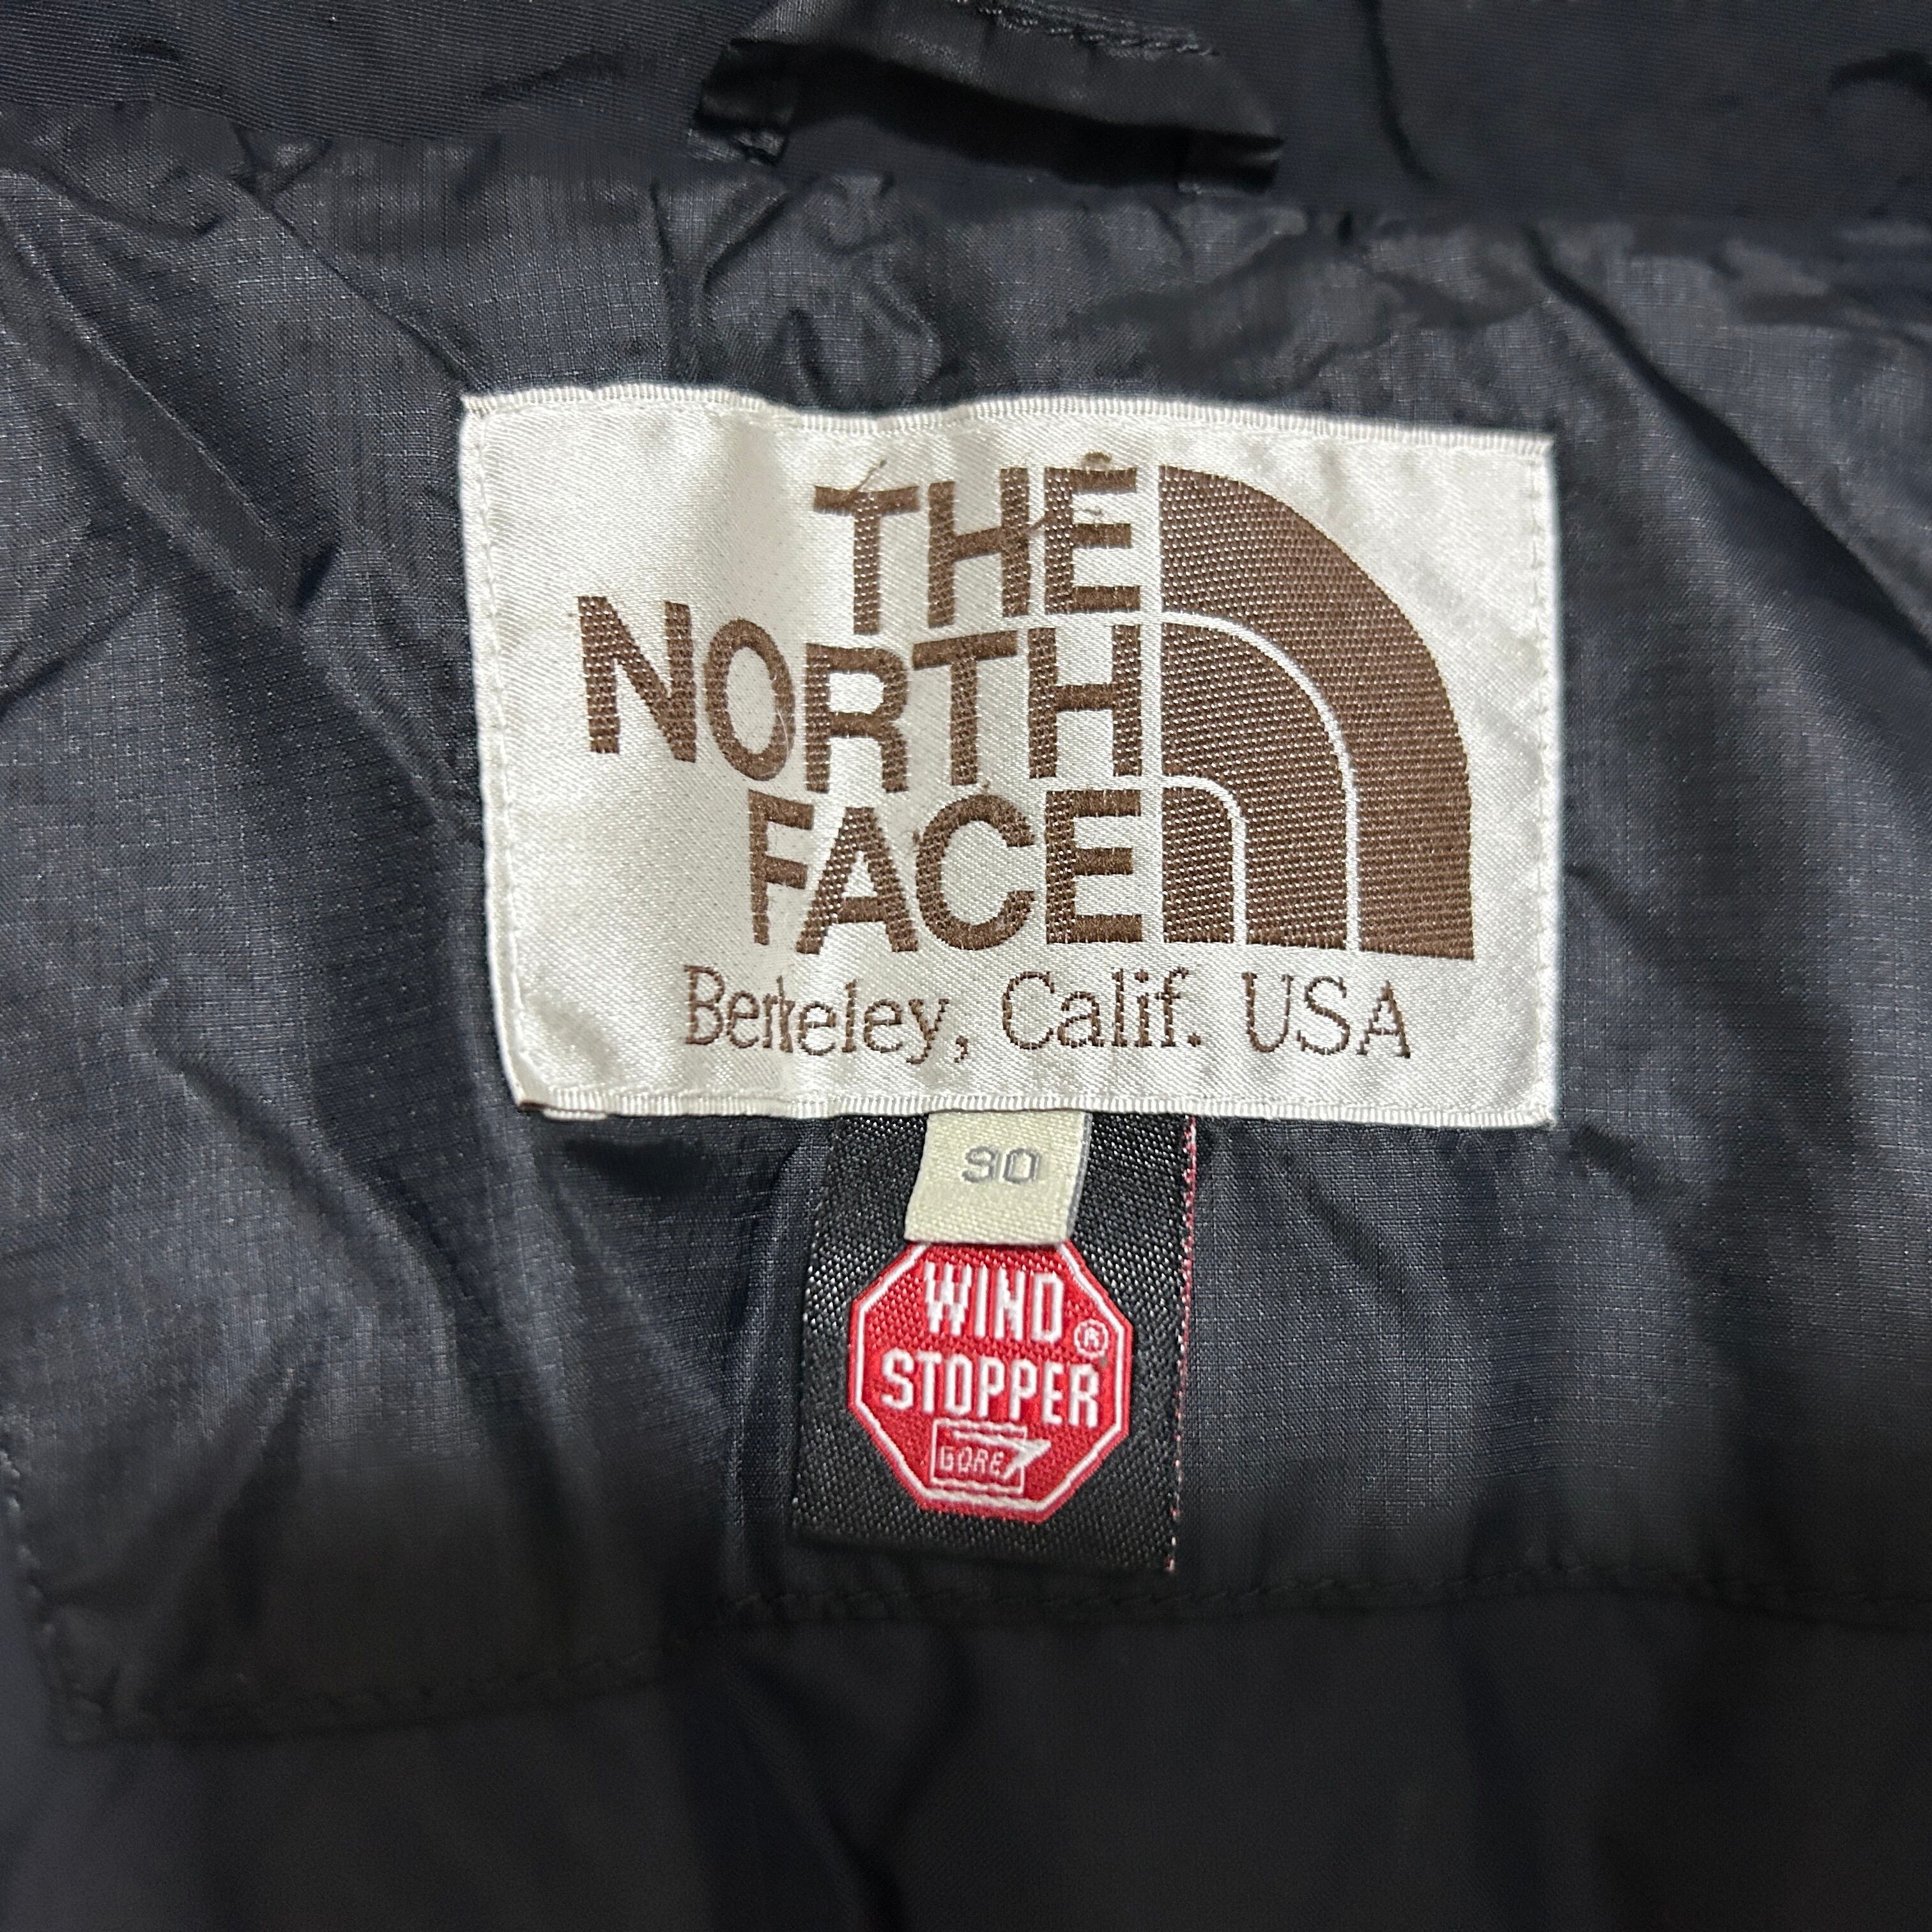 THE
NORTH
FACE
Berkeley, Calif. USA
90
WIND
STOPPER®
GORE